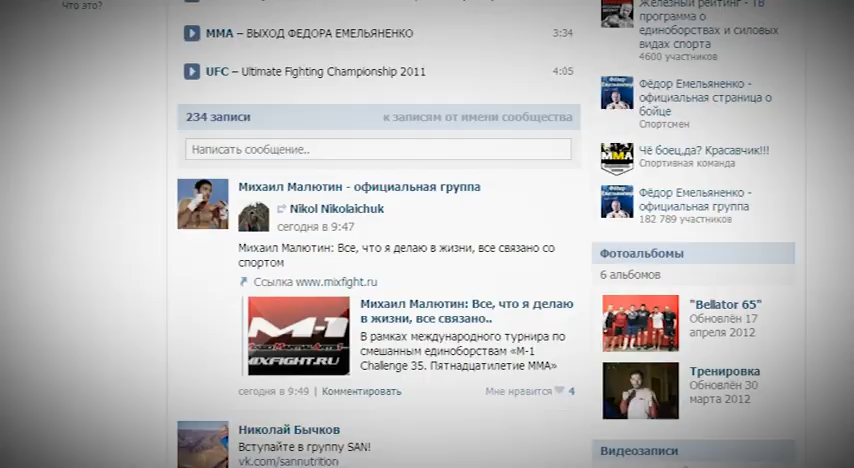 Что это?
MMA – ВЫХОД ФЕДОРА ЕМЕЛЬЯНЕНКО 3:34
UFC – Ultimate Fighting Championship 2011 4:05
234 записи
к записям от имени сообщества
Написать сообщение..
Михаил Малютин - официальная группа
Nikol Nikolaichuk
сегодня в 9:47
Михаил Малютин: Все, что я делаю в жизни, все связано со
спортом
Ссылка www.mixfight.ru
M-1
MIXFIGHT.RU
Михаил Малютин: Все, что я делаю
в жизни, все связано..
В рамках международного турнира по
смешанным единоборствам «M-1
Challenge 35. Пятнадцатилетие ММА»
сегодня в 9:49 | Комментировать
Мне нравится 4
Николай Бычков
Вступайте в группу SAN!
vk.com/sannutrition
Железный рейтинг - ТВ
программа о
единоборствах и силовых
видах спорта
4600 участников
Фёдор Емельяненко -
официальная страница о
бойце
Спортсмен
MMA
Чё боец,да? Красавчик!!!
Спортивная команда
Фёдор Емельяненко -
официальная группа
182 789 участников
Фотоальбомы
6 альбомов
"Bellator 65"
Обновлён 17
апреля 2012
Тренировка
Обновлён 30
марта 2012
Видеозаписи